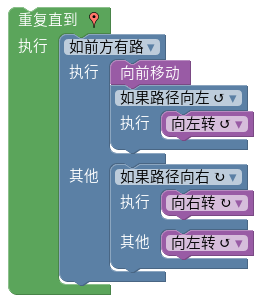 重复直到
执行 如前方有路▼
执行 向前移动
如果路径向左 ↺▼
执行 向左转 ↺▼
其他 如果路径向右 ↻▼
执行 向右转 ↻▼
其他 向左转 ↺▼